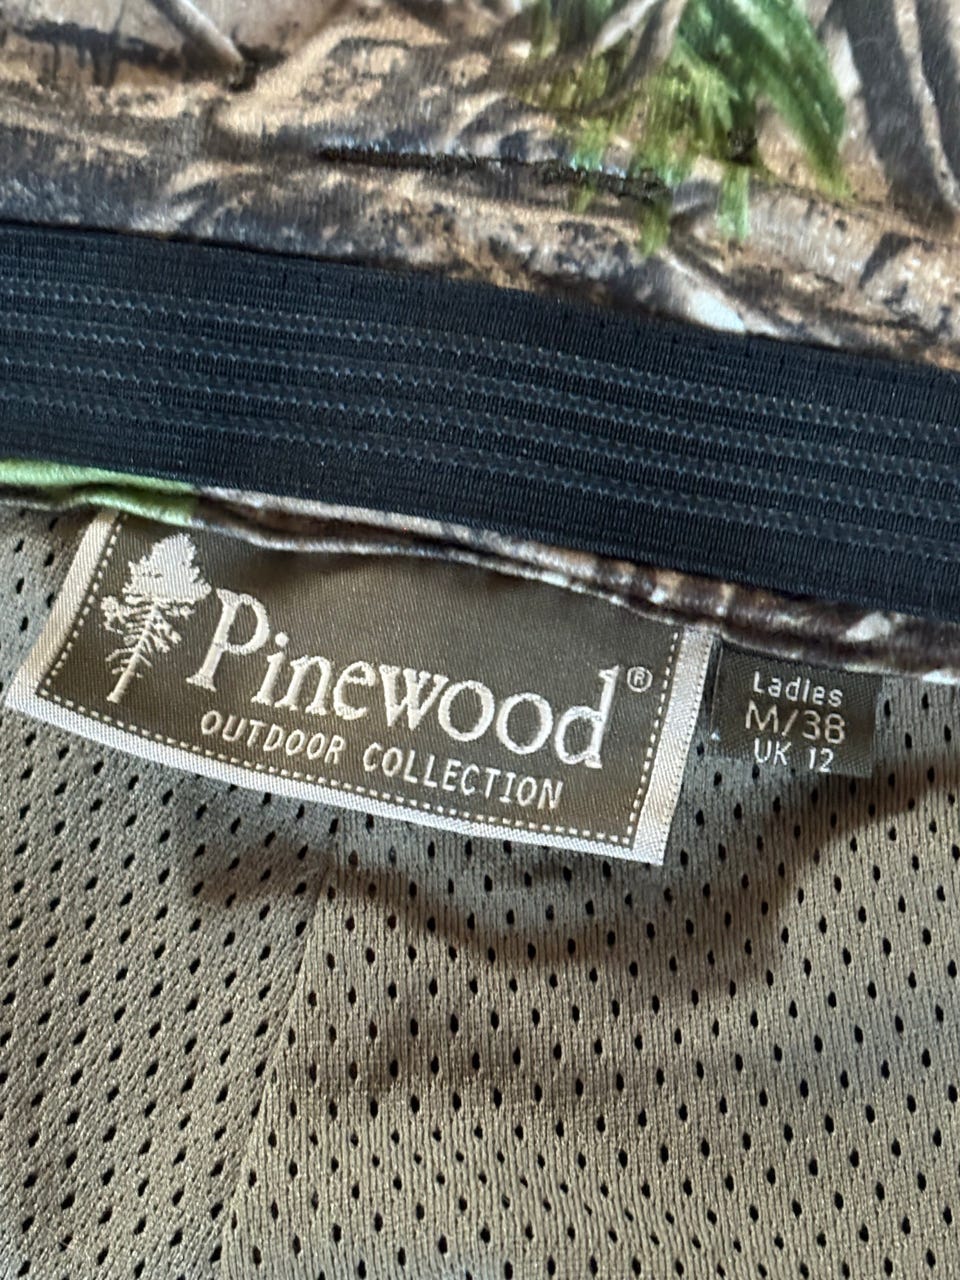 Pinewood®
OUTDOOR COLLECTION
Ladies
M/38
UK 12